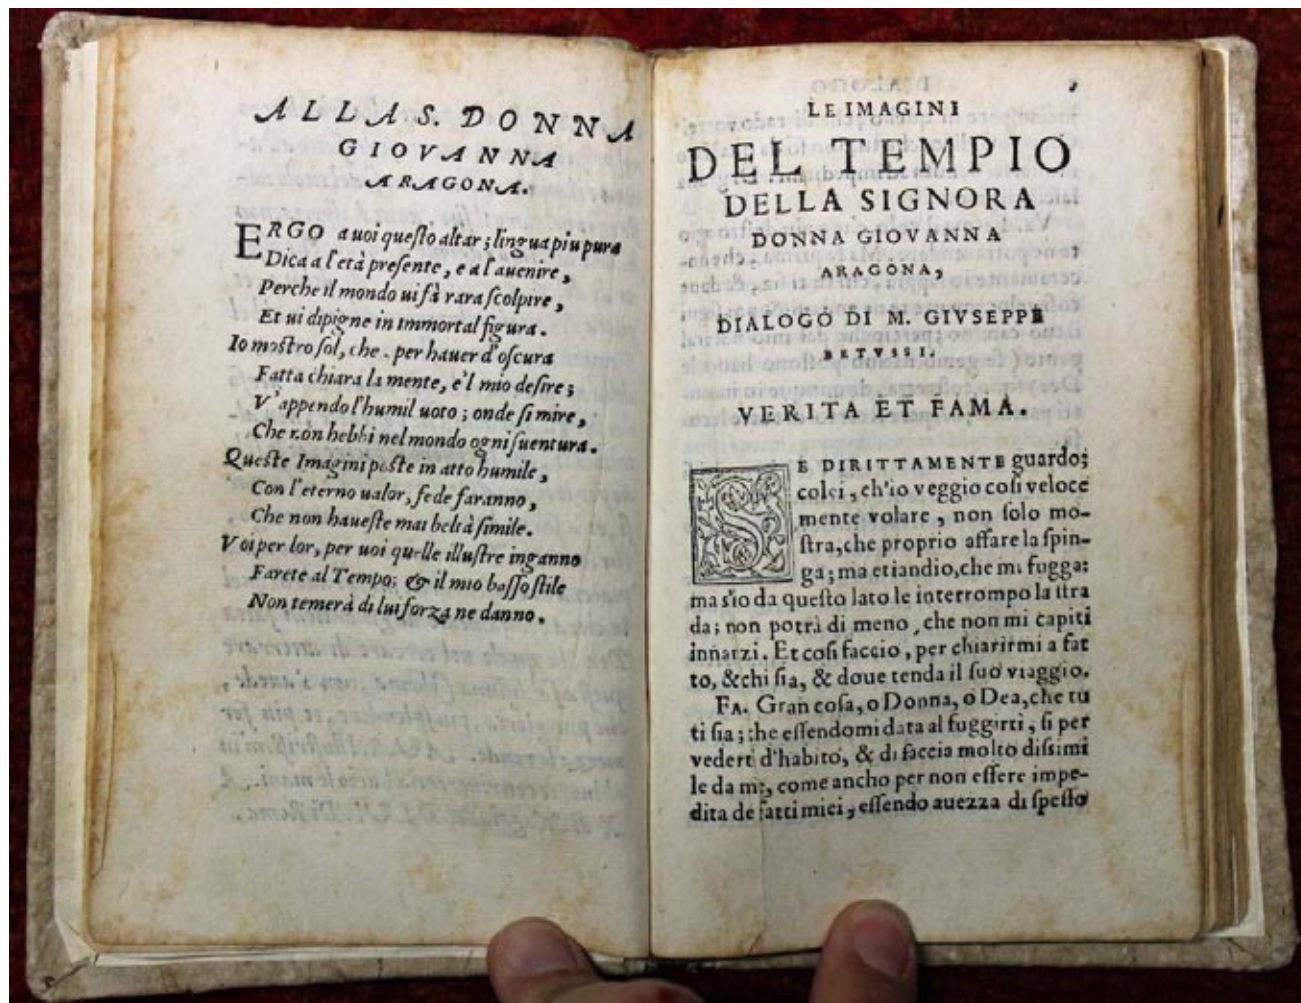 ALLA S. DONNA
GIOVANNA
ARAGONA.
ERGO a uoi questo altar; lingua piu pura
Dica a l'età presente, e a l'auenire,
Perche il mondo ui fà rara scolpire,
Et ui dipigne in immortal figura.
Io mostro sol, che per hauer d'oscura
Fatta chiara la mente, e'l mio desire;
V'appendo l'humil uoto; onde si mire,
Che non hebbi nel mondo ogni suentura.
Queste Imagini poste in atto humile,
Con l'eterno ualor, fede faranno,
Che non haueste mai beltà simile.
Voi per lor, per uoi quelle illustre inganno
Farete al Tempo; & il mio basso stile
Non temerà di lui forza ne danno.
LE IMAGINI
DEL TEMPIO
DELLA SIGNORA
DONNA GIOVANNA
ARAGONA,
DIALOGO DI M. GIVSEPPE
BETVSSI.
VERITA ET FAMA.
SE DIRITTAMENTE guardo;
colei, ch'io veggio cosi veloce
mente volare, non solo mo-
stra, che proprio affare la spin-
ga; ma etiandio, che mi fugga:
ma s'io da questo lato le interrompo la stra
da; non potrà di meno, che non mi capiti
innanzi. Et cosi faccio, per chiarirmi a fat
to, & chi sia, & doue tenda il suo viaggio.
FA. Gran cosa, o Donna, o Dea, che tu
ti sia; che essendomi data al fuggirti, si per
vederti d'habito, & di faccia molto dissimi
le da me, come ancho per non essere impe-
dita de fatti miei, essendo auezza di spesso